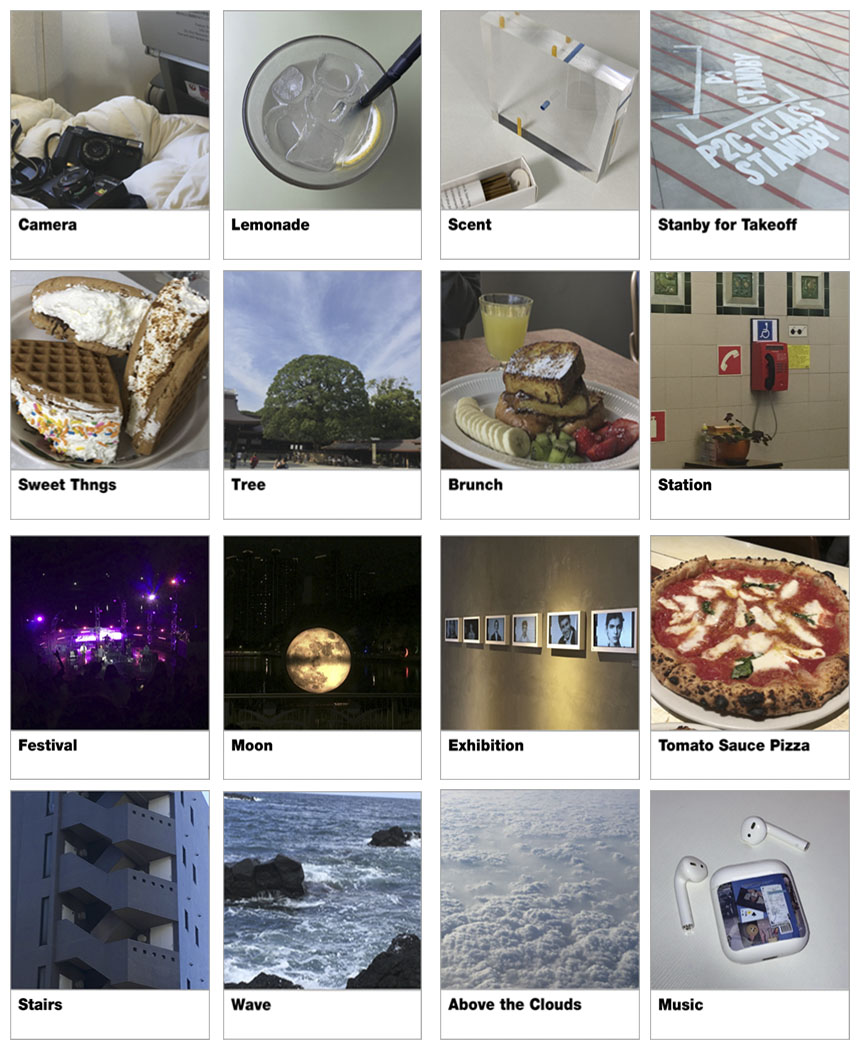 P3
STANDBY
P2C-CLASS
STANDBY
Camera
Lemonade
Scent
Stanby for Takeoff
Sweet Thngs
Tree
Brunch
Station
Festival
Moon
Exhibition
Tomato Sauce Pizza
Stairs
Wave
Above the Clouds
Music